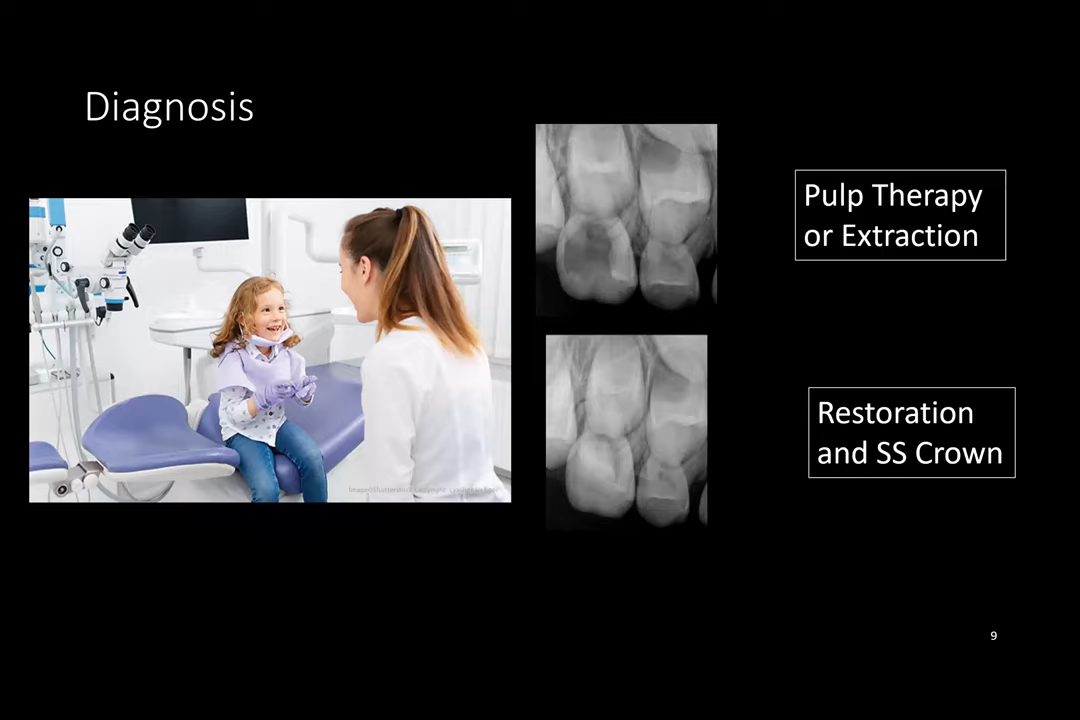 Diagnosis
Pulp Therapy
or Extraction
Restoration
and SS Crown
9